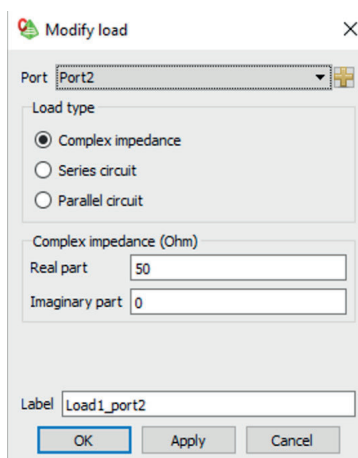 Modify load
Port Port2
Load type
Complex impedance
Series circuit
Parallel circuit
Complex impedance (Ohm)
Real part 50
Imaginary part 0
Label Load1_port2
OK Apply Cancel